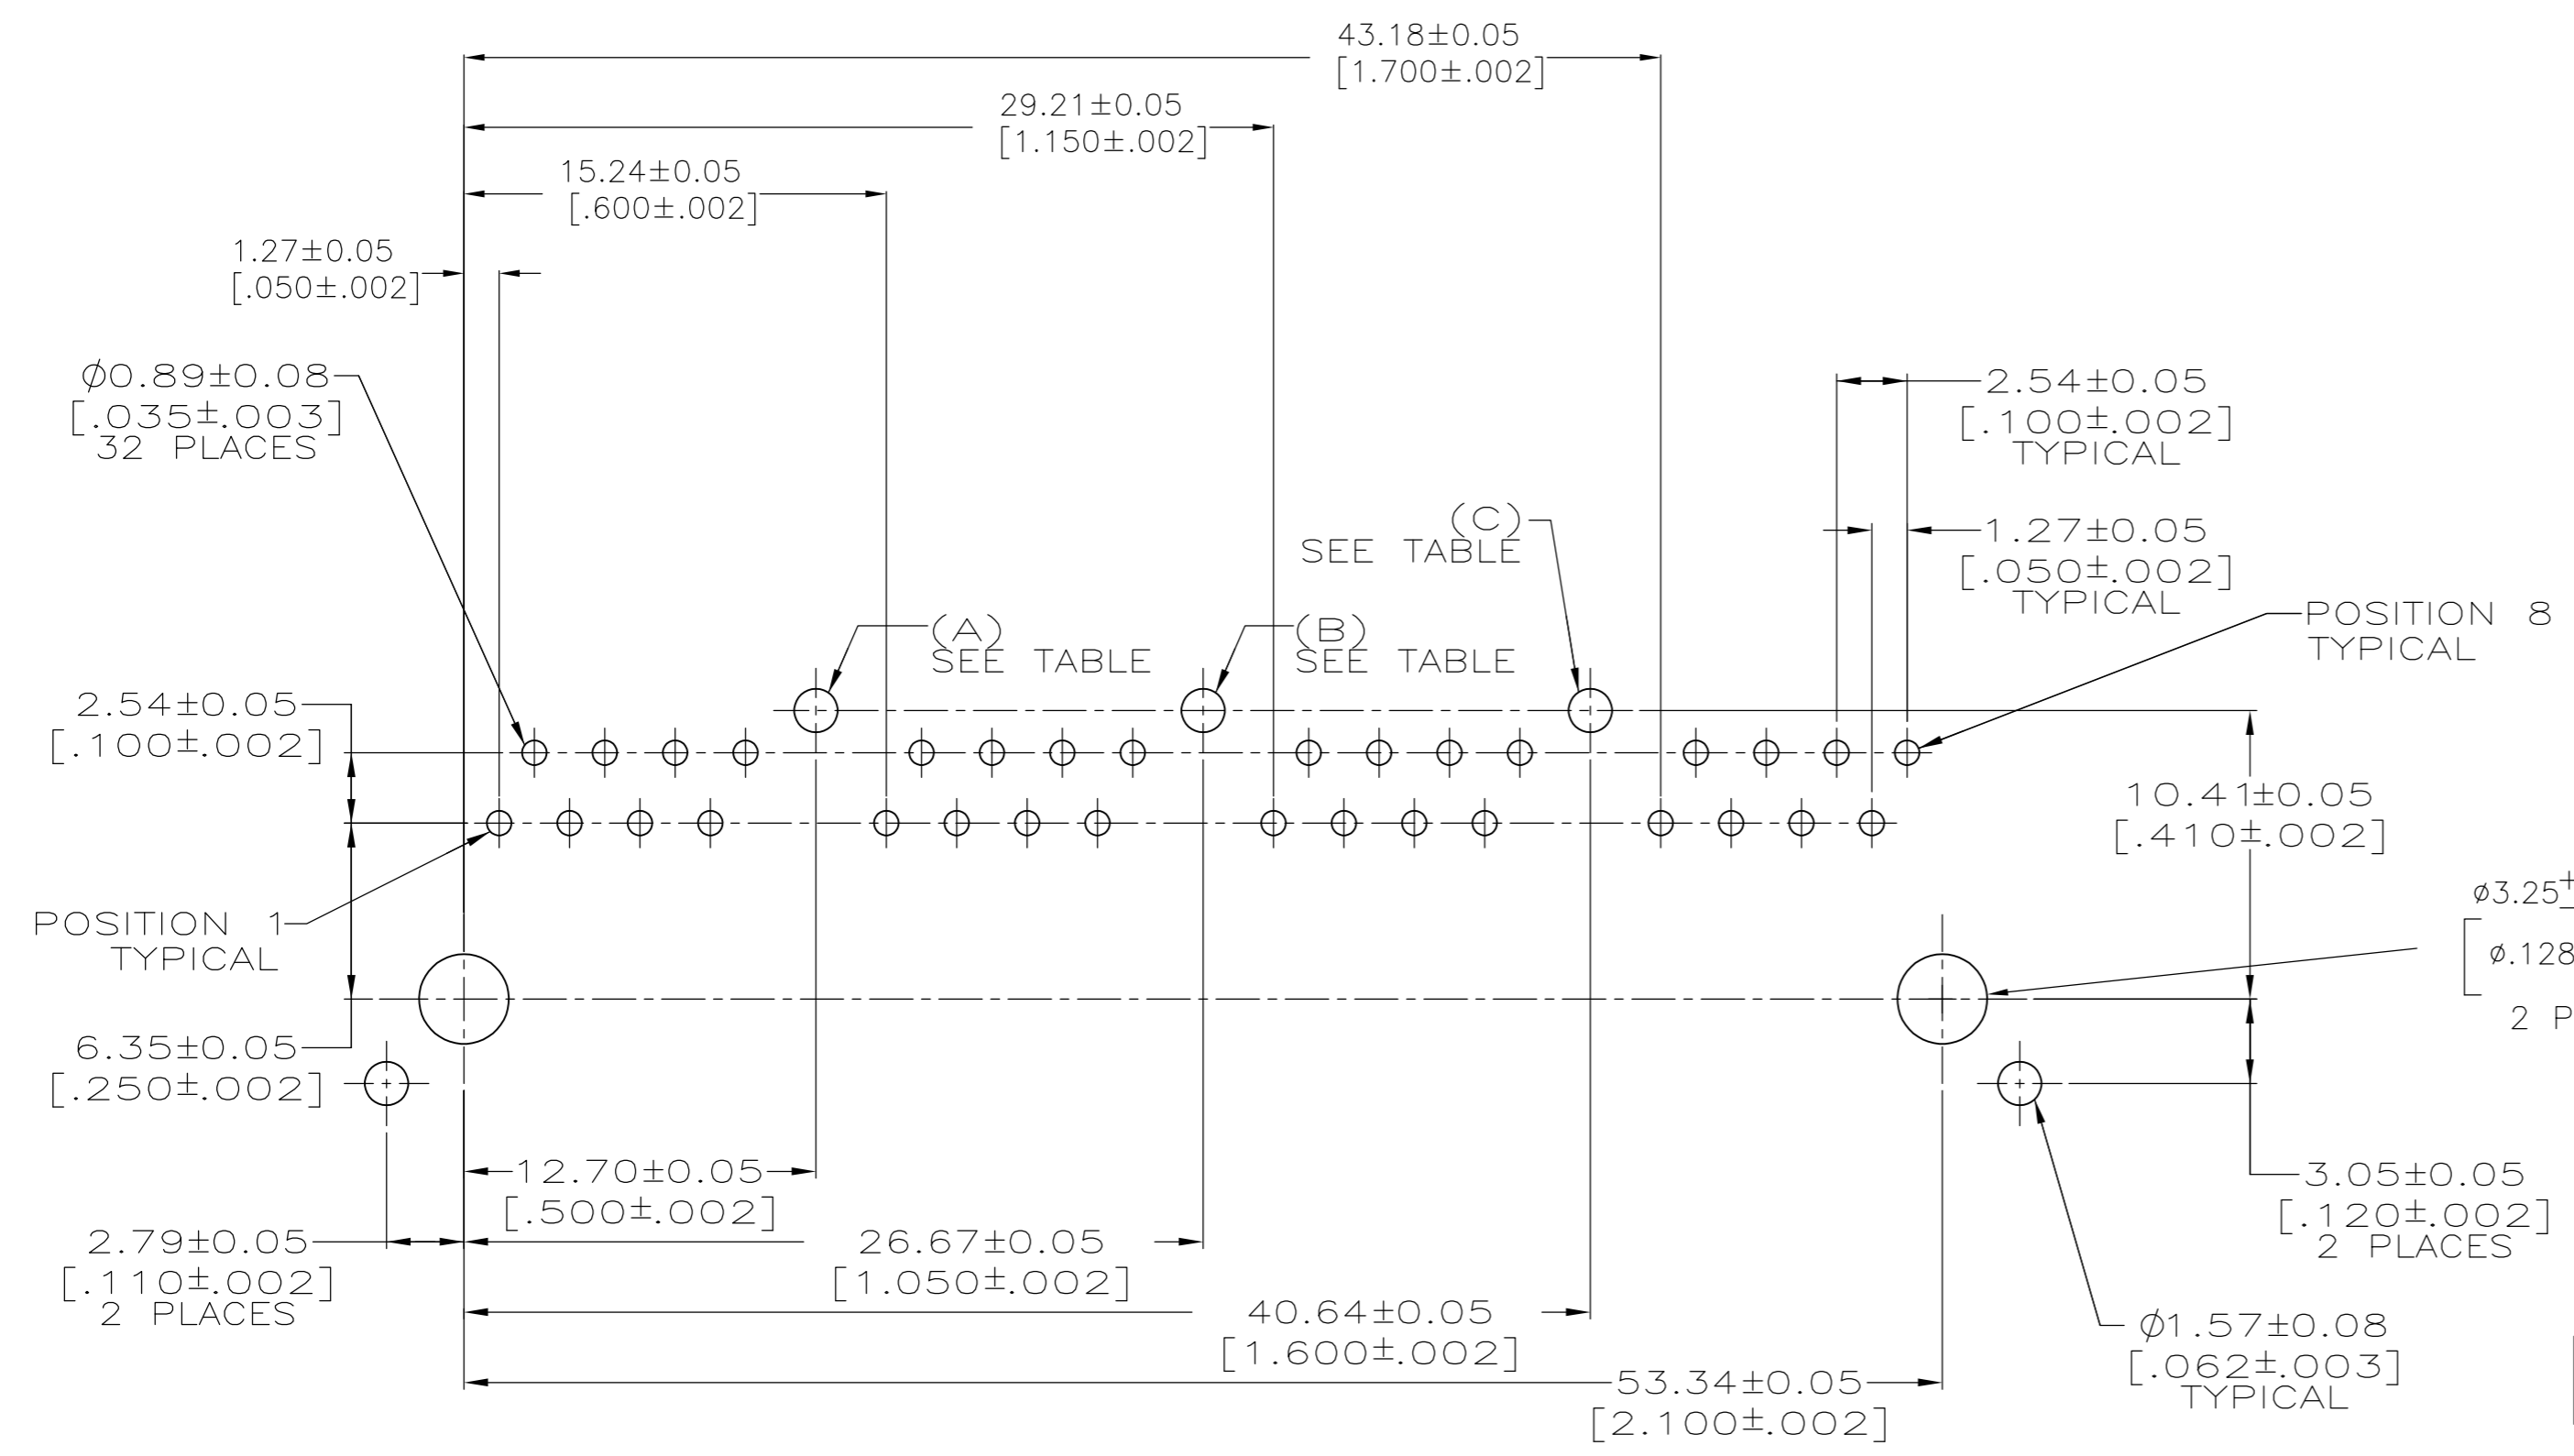 43.18±0.05
[1.700±.002]
29.21±0.05
[1.150±.002]
15.24±0.05
[.600±.002]
1.27±0.05
[.050±.002]
⌀0.89±0.08
[.035±.003]
32 PLACES
2.54±0.05
[.100±.002]
TYPICAL
(C)
SEE TABLE
1.27±0.05
[.050±.002]
TYPICAL
(A)
SEE TABLE
(B)
SEE TABLE
POSITION 8
TYPICAL
2.54±0.05
[.100±.002]
10.41±0.05
[.410±.002]
POSITION 1
TYPICAL
⌀3.25
⌀.128
2 P
6.35±0.05
[.250±.002]
12.70±0.05
[.500±.002]
3.05±0.05
[.120±.002]
2 PLACES
2.79±0.05
[.110±.002]
2 PLACES
26.67±0.05
[1.050±.002]
40.64±0.05
[1.600±.002]
⌀1.57±0.08
[.062±.003]
TYPICAL
53.34±0.05
[2.100±.002]